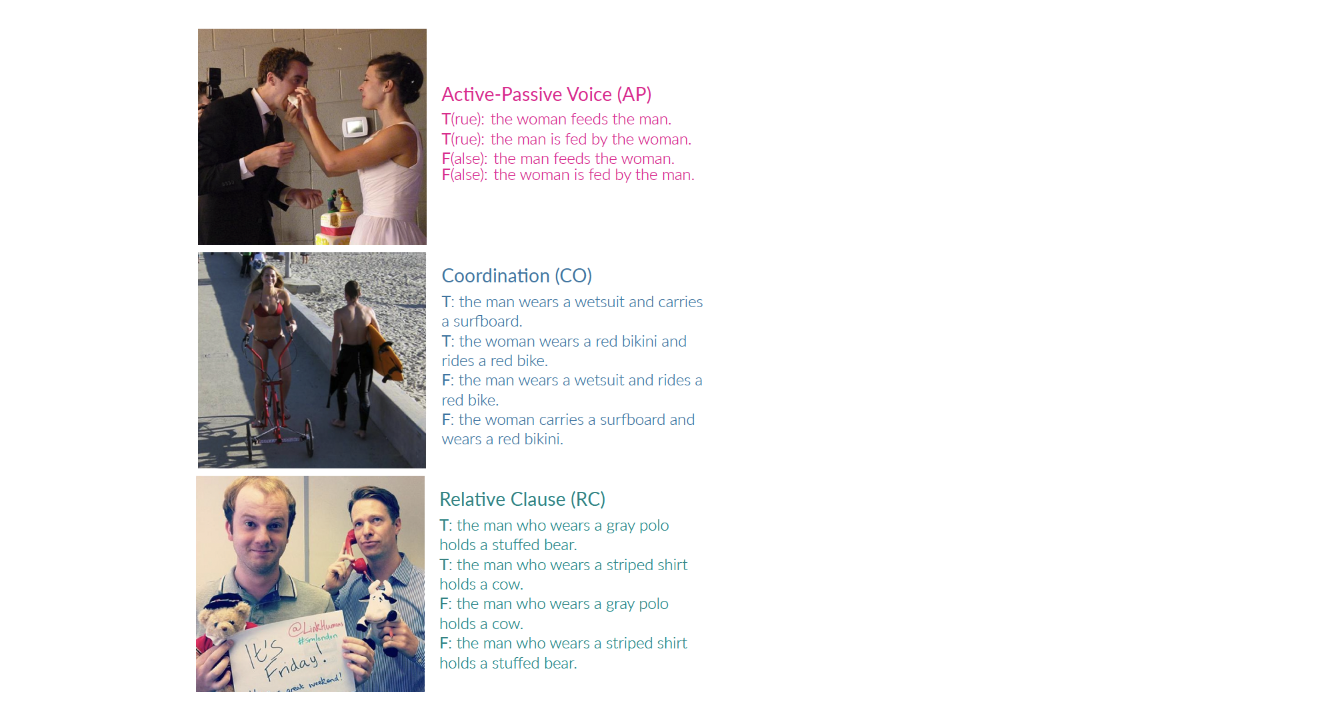 Active-Passive Voice (AP)
T(rue): the woman feeds the man.
T(rue): the man is fed by the woman.
F(alse): the man feeds the woman.
F(alse): the woman is fed by the man.
Coordination (CO)
T: the man wears a wetsuit and carries
a surfboard.
T: the woman wears a red bikini and
rides a red bike.
F: the man wears a wetsuit and rides a
red bike.
F: the woman carries a surfboard and
wears a red bikini.
Relative Clause (RC)
T: the man who wears a gray polo
holds a stuffed bear.
T: the man who wears a striped shirt
holds a cow.
F: the man who wears a gray polo
holds a cow.
F: the man who wears a striped shirt
holds a stuffed bear.
@LinkHumans
#smlondon
It's
Friday!
great weekend!